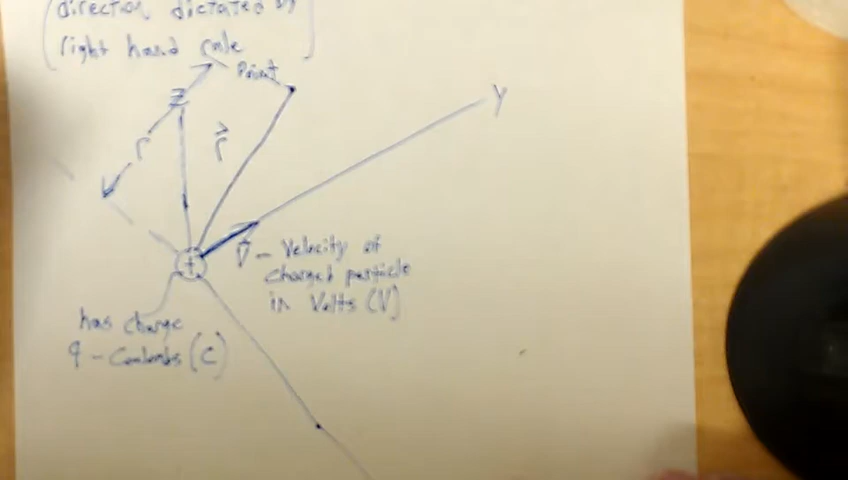 (direction dictated by
right hand rule)
Point
Z
Y
r
r⃗
+
v⃗ - Velocity of
charged particle
in Volts (V)
has charge
q - Coulombs (C)